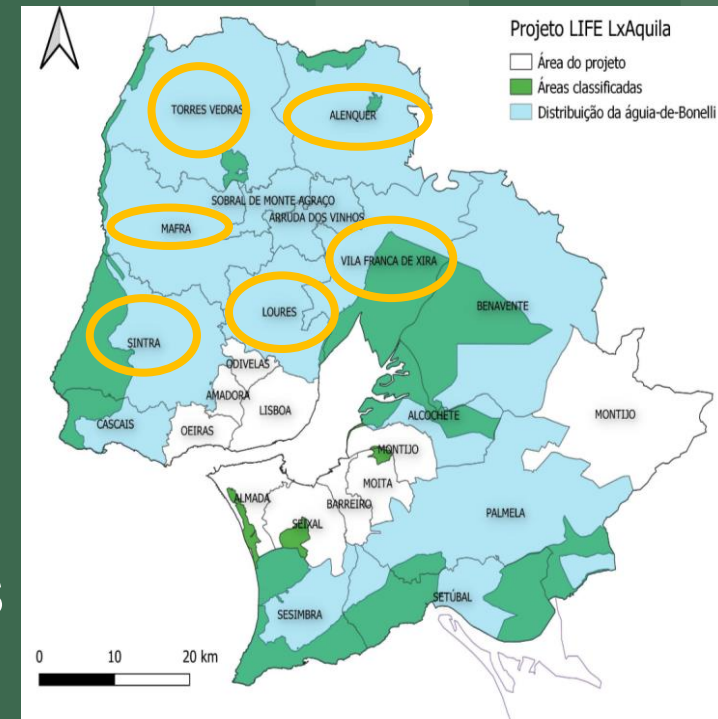 Projeto LIFE LxAquila
Área do projeto
Áreas classificadas
Distribuição da águia-de-Bonelli
TORRES VEDRAS
ALENQUER
SOBRAL DE MONTE AGRAÇO
ARRUDA DOS VINHOS
MAFRA
VILA FRANCA DE XIRA
LOURES
BENAVENTE
SINTRA
ODIVELAS
AMADORA
LISBOA
CASCAIS
OEIRAS
ALCOCHETE
MONTIJO
MONTIJO
MOITA
ALMADA
BARREIRO
SEIXAL
PALMELA
SETÚBAL
SESIMBRA
s
0 10 20 km